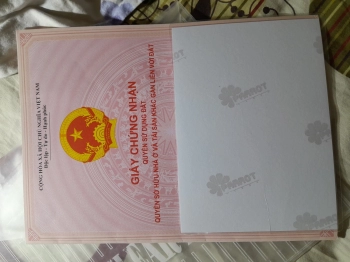 CỘNG HÒA XÃ HỘI CHỦ NGHĨA VIỆT NAM
Độc lập - Tự do - Hạnh phúc
GIẤY CHỨNG NHẬN
QUYỀN SỬ DỤNG ĐẤT,
QUYỀN SỞ HỮU NHÀ Ở VÀ TÀI SẢN KHÁC GẮN LIỀN VỚI ĐẤT